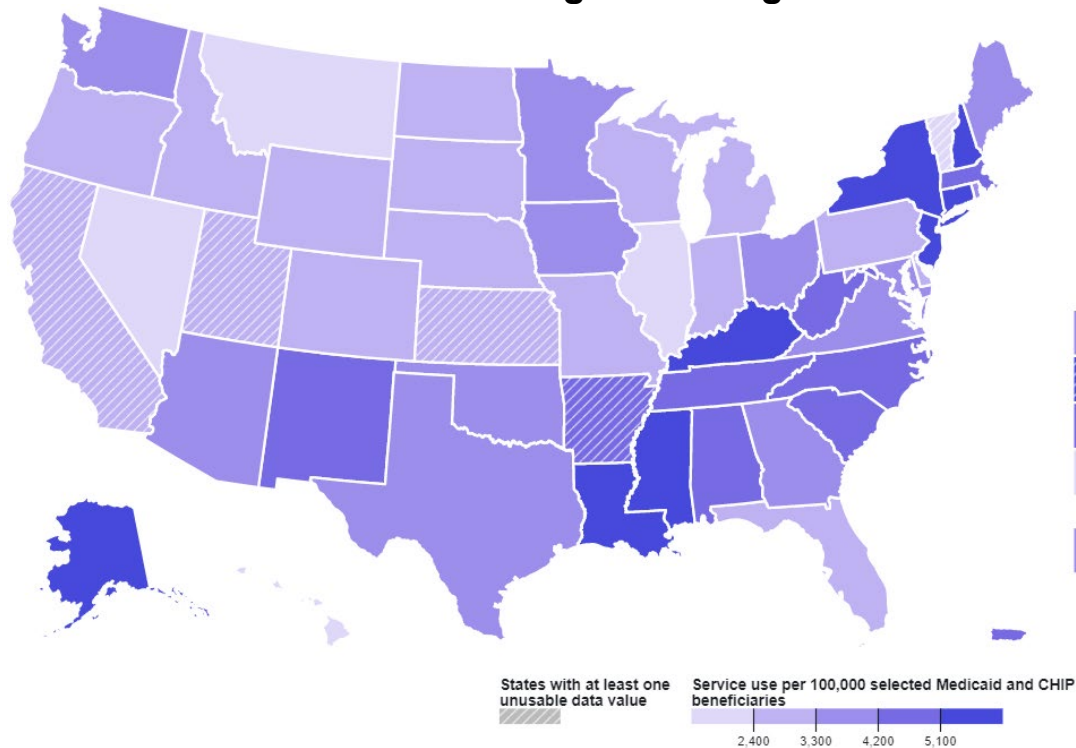 States with at least one
unusable data value
Service use per 100,000 selected Medicaid and CHIP
beneficiaries
2,400 3,300 4,200 5,100